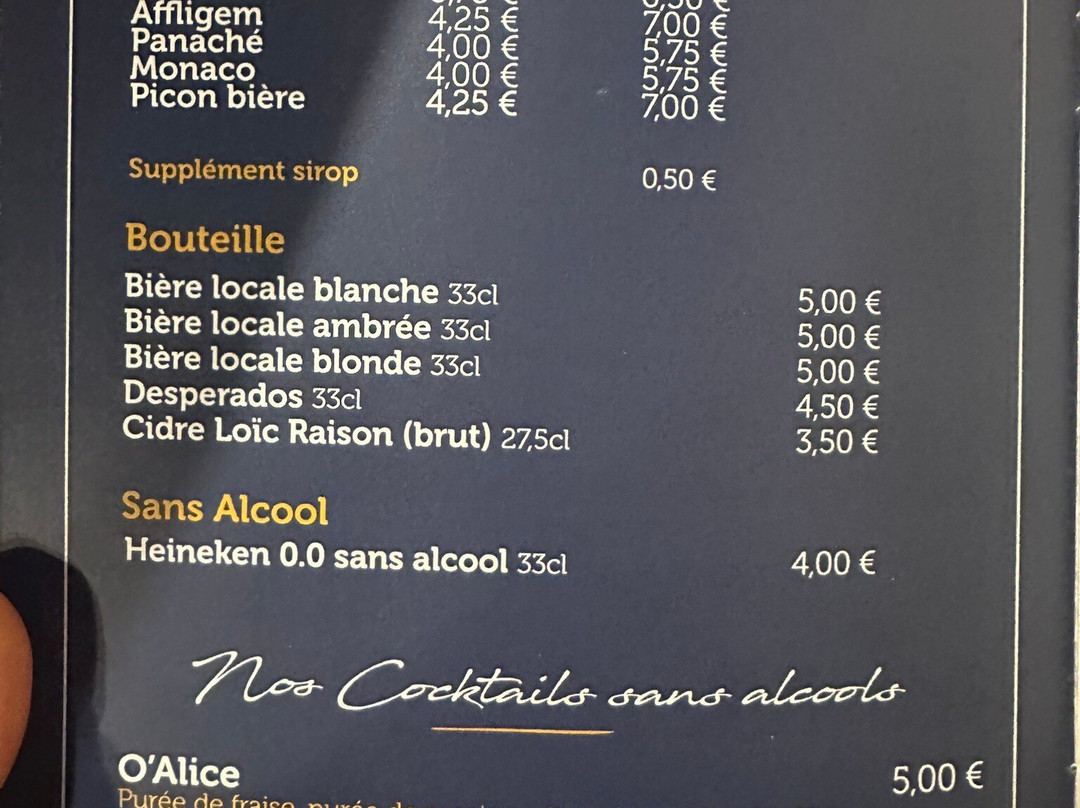 Affligem 4,25 € 7,00 €
Panaché 4,00 € 5,75 €
Monaco 4,00 € 5,75 €
Picon bière 4,25 € 7,00 €
Supplément sirop 0,50 €
Bouteille
Bière locale blanche 33cl 5,00 €
Bière locale ambrée 33cl 5,00 €
Bière locale blonde 33cl 5,00 €
Desperados 33cl 4,50 €
Cidre Loïc Raison (brut) 27,5cl 3,50 €
Sans Alcool
Heineken 0.0 sans alcool 33cl 4,00 €
Nos Cocktails sans alcools
O'Alice 5,00 €
Purée de fraise, purée